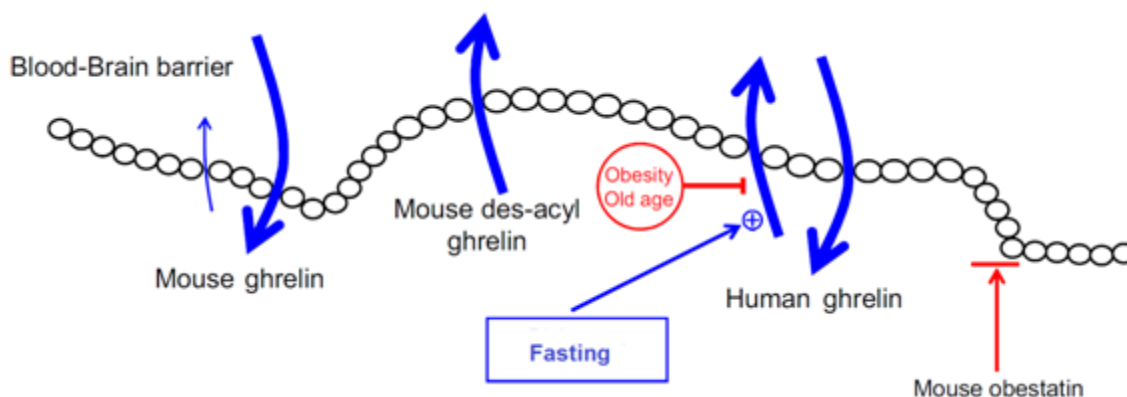 Blood-Brain barrier
Mouse ghrelin
Mouse des-acyl
ghrelin
Obesity
Old age
Fasting
Human ghrelin
Mouse obestatin